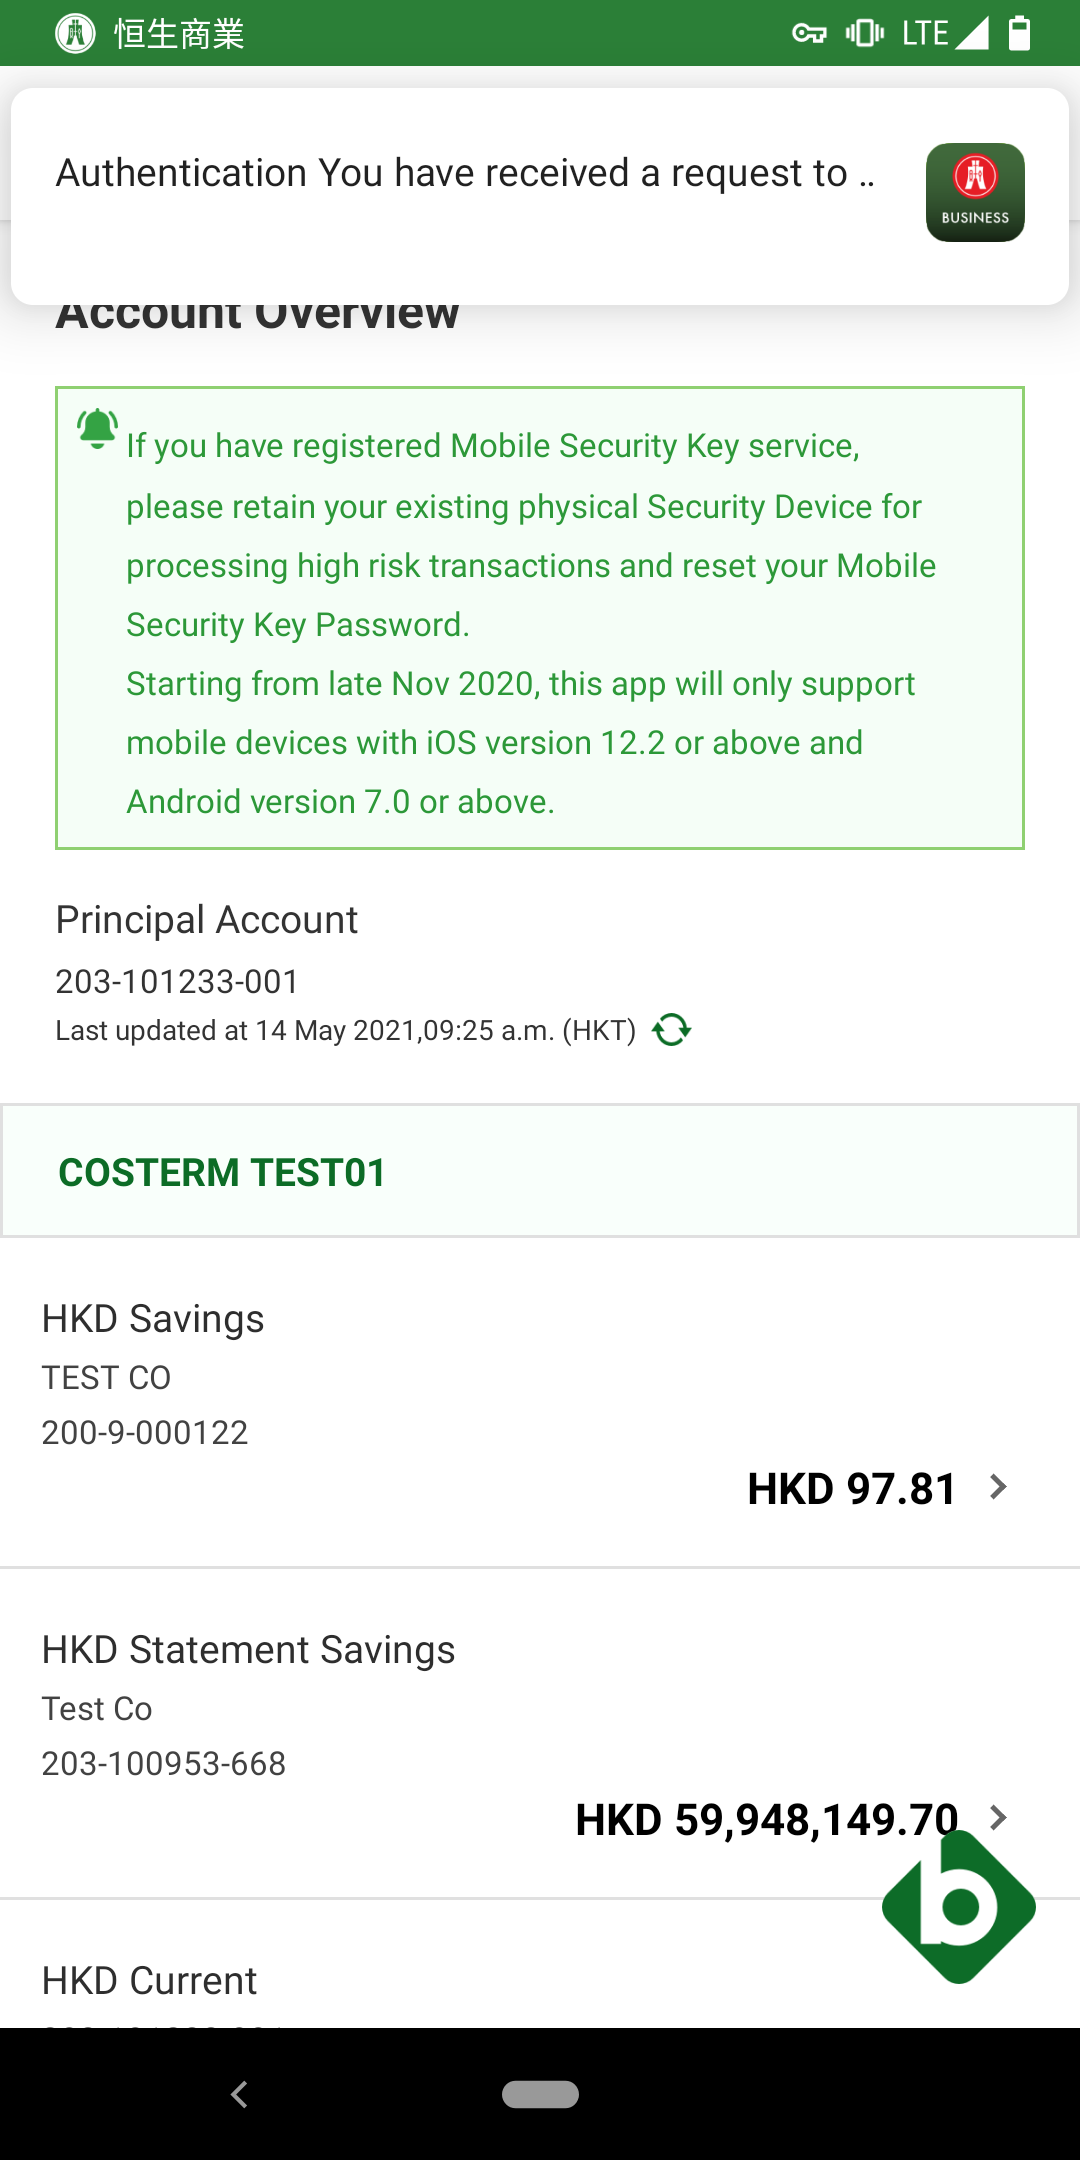 恒生商業
LTE
Authentication You have received a request to ..
BUSINESS
Account Overview
If you have registered Mobile Security Key service,
please retain your existing physical Security Device for
processing high risk transactions and reset your Mobile
Security Key Password.
Starting from late Nov 2020, this app will only support
mobile devices with iOS version 12.2 or above and
Android version 7.0 or above.
Principal Account
203-101233-001
Last updated at 14 May 2021,09:25 a.m. (HKT)
COSTERM TEST01
HKD Savings
TEST CO
200-9-000122
HKD 97.81
HKD Statement Savings
Test Co
203-100953-668
HKD 59,948,149.70
b
HKD Current